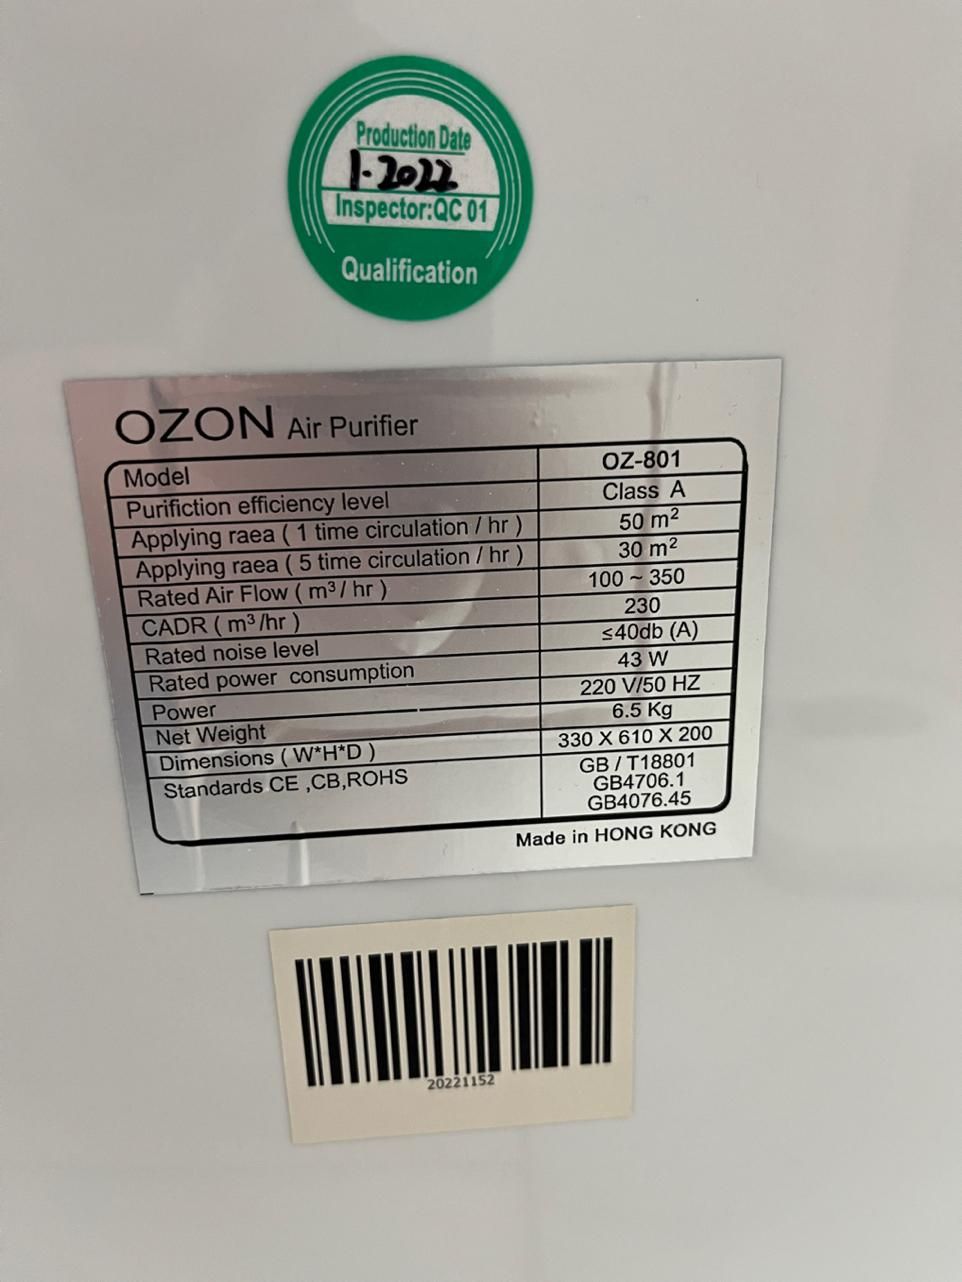 Production Date
1-2022
Inspector:QC 01
Qualification
OZON Air Purifier
Model OZ-801
Purifiction efficiency level Class A
Applying raea ( 1 time circulation / hr ) 50 m²
Applying raea ( 5 time circulation / hr ) 30 m²
Rated Air Flow ( m³ / hr ) 100 ~ 350
CADR ( m³ /hr ) 230
Rated noise level ≤40db (A)
Rated power consumption 43 W
Power 220 V/50 HZ
Net Weight 6.5 Kg
Dimensions ( W*H*D ) 330 X 610 X 200
Standards CE ,CB,ROHS GB / T18801
GB4706.1
GB4076.45
Made in HONG KONG
20221152